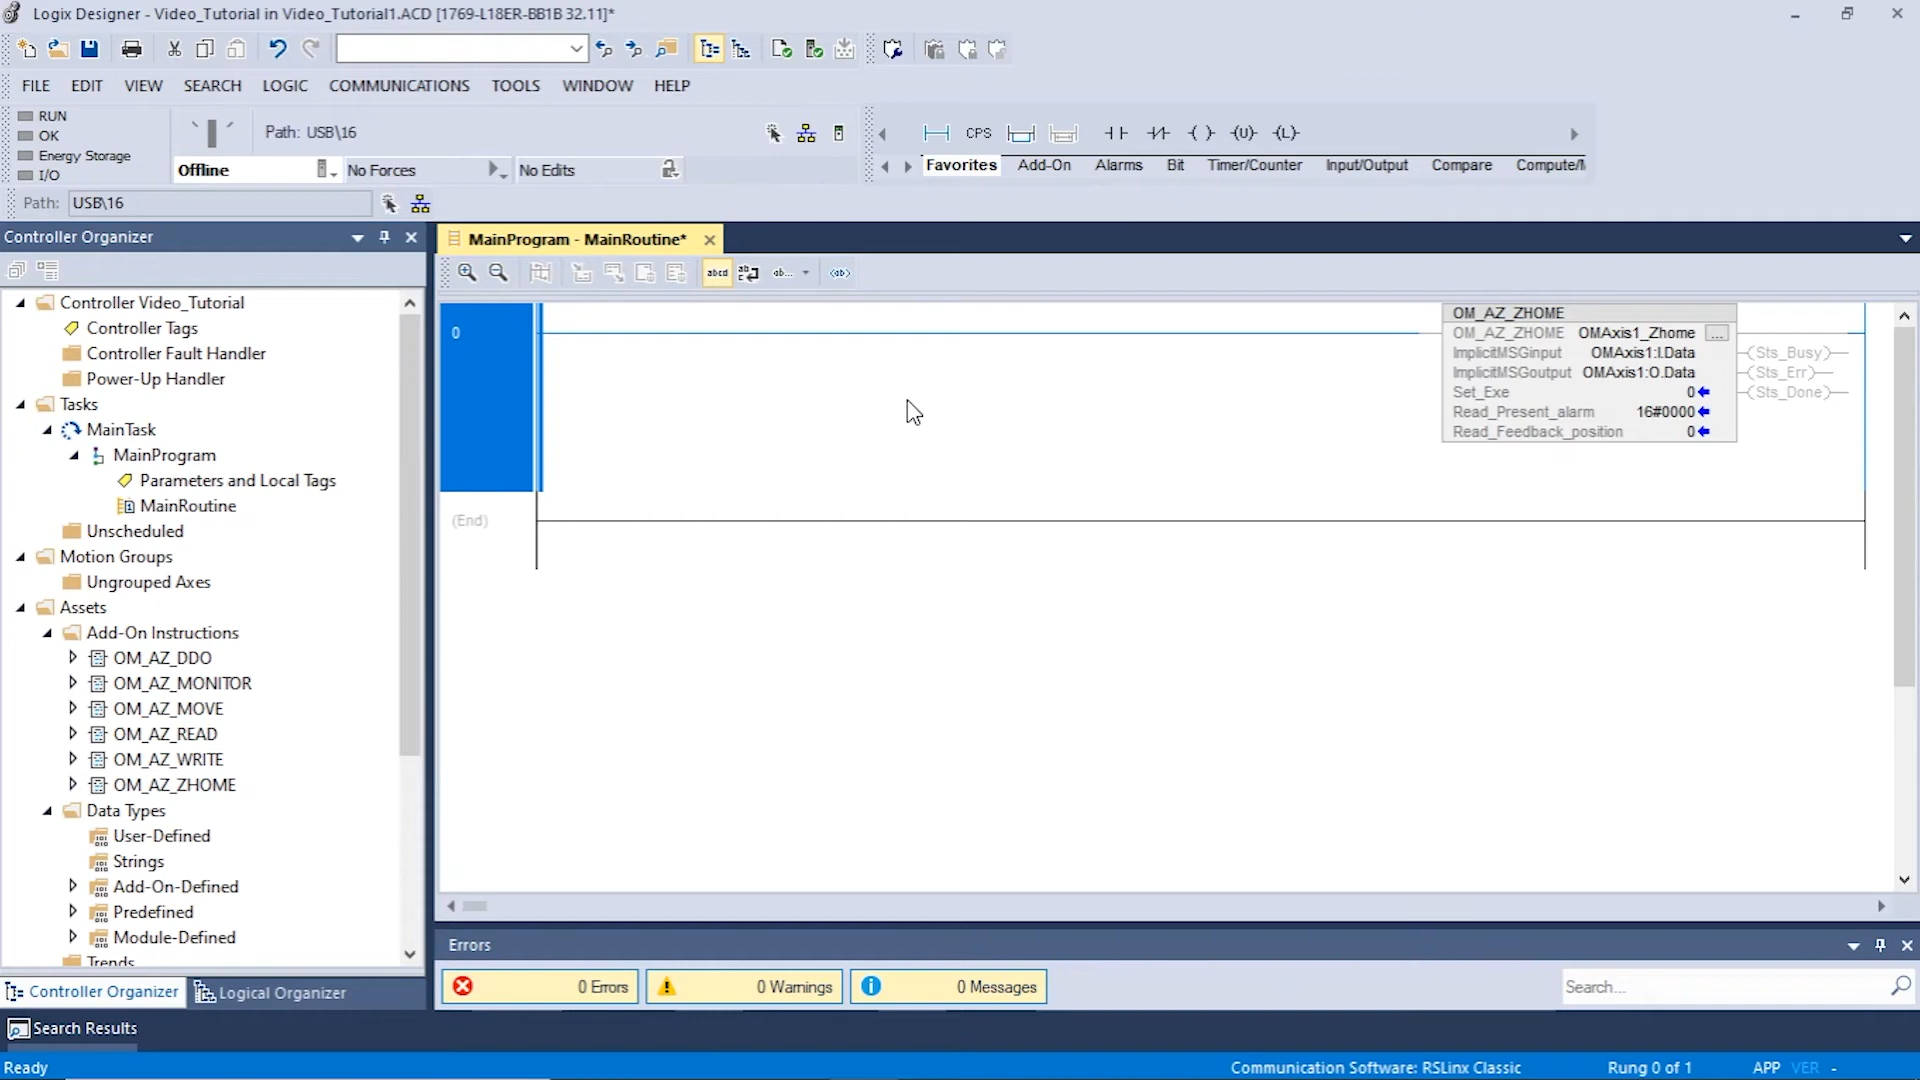 Logix Designer - Video_Tutorial in Video_Tutorial1.ACD [1769-L18ER-BB1B 32.11]*
FILE EDIT VIEW SEARCH LOGIC COMMUNICATIONS TOOLS WINDOW HELP
RUN
OK
Energy Storage
I/O
Path: USB\16
Offline No Forces No Edits
CPS
Favorites Add-On Alarms Bit Timer/Counter Input/Output Compare Compute/M
Path: USB\16
Controller Organizer
Controller Video_Tutorial
Controller Tags
Controller Fault Handler
Power-Up Handler
Tasks
MainTask
MainProgram
Parameters and Local Tags
MainRoutine
Unscheduled
Motion Groups
Ungrouped Axes
Assets
Add-On Instructions
OM_AZ_DDO
OM_AZ_MONITOR
OM_AZ_MOVE
OM_AZ_READ
OM_AZ_WRITE
OM_AZ_ZHOME
Data Types
User-Defined
Strings
Add-On-Defined
Predefined
Module-Defined
Trends
Controller Organizer Logical Organizer
MainProgram - MainRoutine*
abcd ab... <ab>
0
OM_AZ_ZHOME
OM_AZ_ZHOME OMAxis1_Zhome ...
ImplicitMSGinput OMAxis1:I.Data (Sts_Busy)
ImplicitMSGoutput OMAxis1:O.Data (Sts_Err)
Set_Exe 0 (Sts_Done)
Read_Present_alarm 16#0000
Read_Feedback_position 0
(End)
Errors
0 Errors 0 Warnings 0 Messages Search...
Search Results
Ready Communication Software: RSLinx Classic Rung 0 of 1 APP VER -